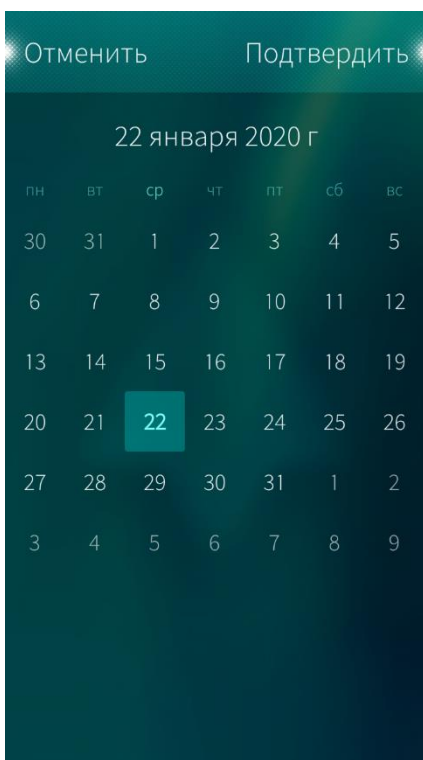 Отменить Подтвердить
22 января 2020 г
пн вт ср чт пт сб вс
30 31 1 2 3 4 5
6 7 8 9 10 11 12
13 14 15 16 17 18 19
20 21 22 23 24 25 26
27 28 29 30 31 1 2
3 4 5 6 7 8 9